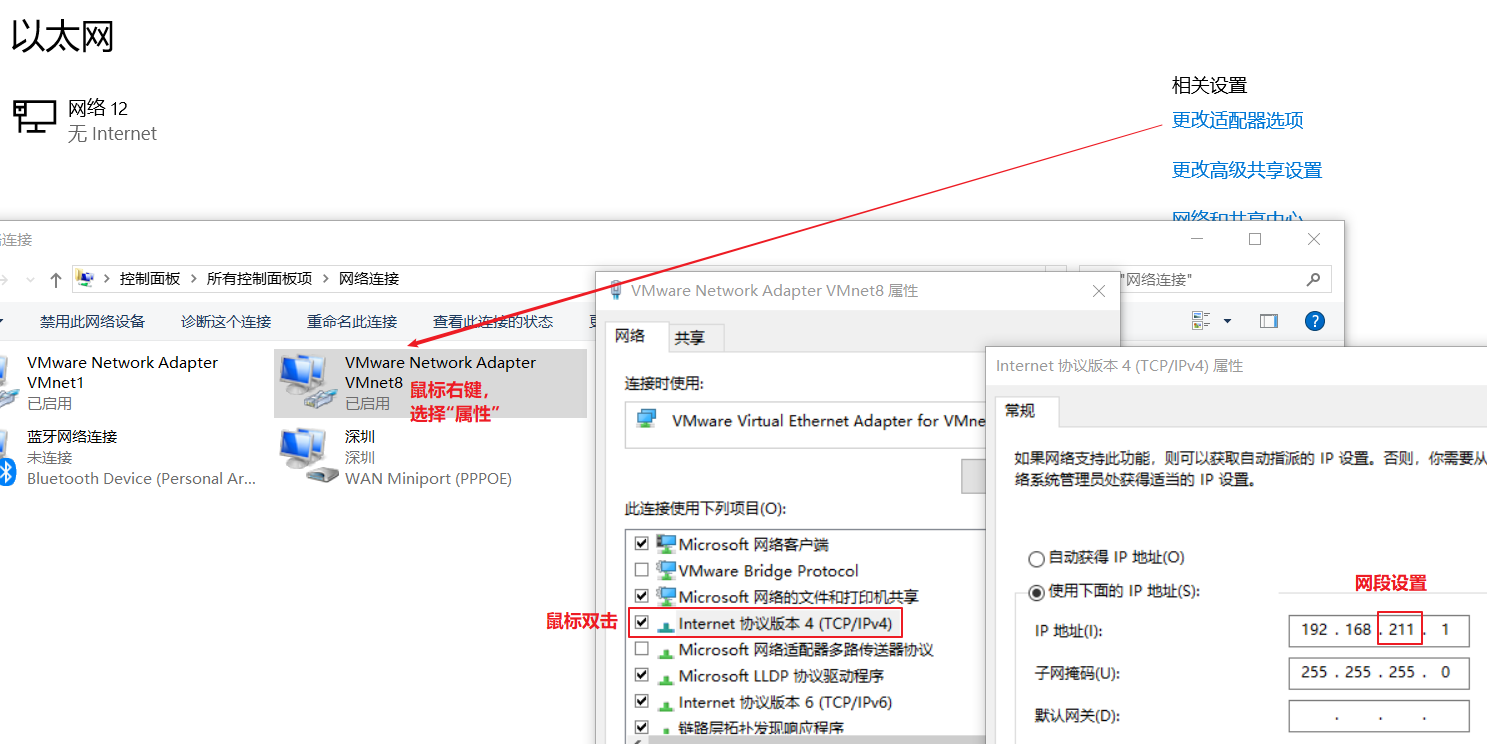 以太网
网络 12
无 Internet
相关设置
更改适配器选项
更改高级共享设置
网络和共享中心
络连接
控制面板 › 所有控制面板项 › 网络连接
"网络连接"
禁用此网络设备 诊断这个连接 重命名此连接 查看此连接的状态
VMware Network Adapter
VMnet1
已启用
VMware Network Adapter
VMnet8
已启用
鼠标右键，
选择“属性”
蓝牙网络连接
未连接
Bluetooth Device (Personal Ar...
深圳
深圳
WAN Miniport (PPPOE)
VMware Network Adapter VMnet8 属性
网络 共享
连接时使用:
VMware Virtual Ethernet Adapter for VMne
此连接使用下列项目(O):
Microsoft 网络客户端
VMware Bridge Protocol
Microsoft 网络的文件和打印机共享
鼠标双击
Internet 协议版本 4 (TCP/IPv4)
Microsoft 网络适配器多路传送器协议
Microsoft LLDP 协议驱动程序
Internet 协议版本 6 (TCP/IPv6)
链路层拓扑发现响应程序
Internet 协议版本 4 (TCP/IPv4) 属性
常规
如果网络支持此功能，则可以获取自动指派的 IP 设置。否则，你需要从
络系统管理员处获得适当的 IP 设置。
自动获得 IP 地址(O)
使用下面的 IP 地址(S):
网段设置
IP 地址(I):
192 . 168 . 211 . 1
子网掩码(U):
255 . 255 . 255 . 0
默认网关(D):
. . .